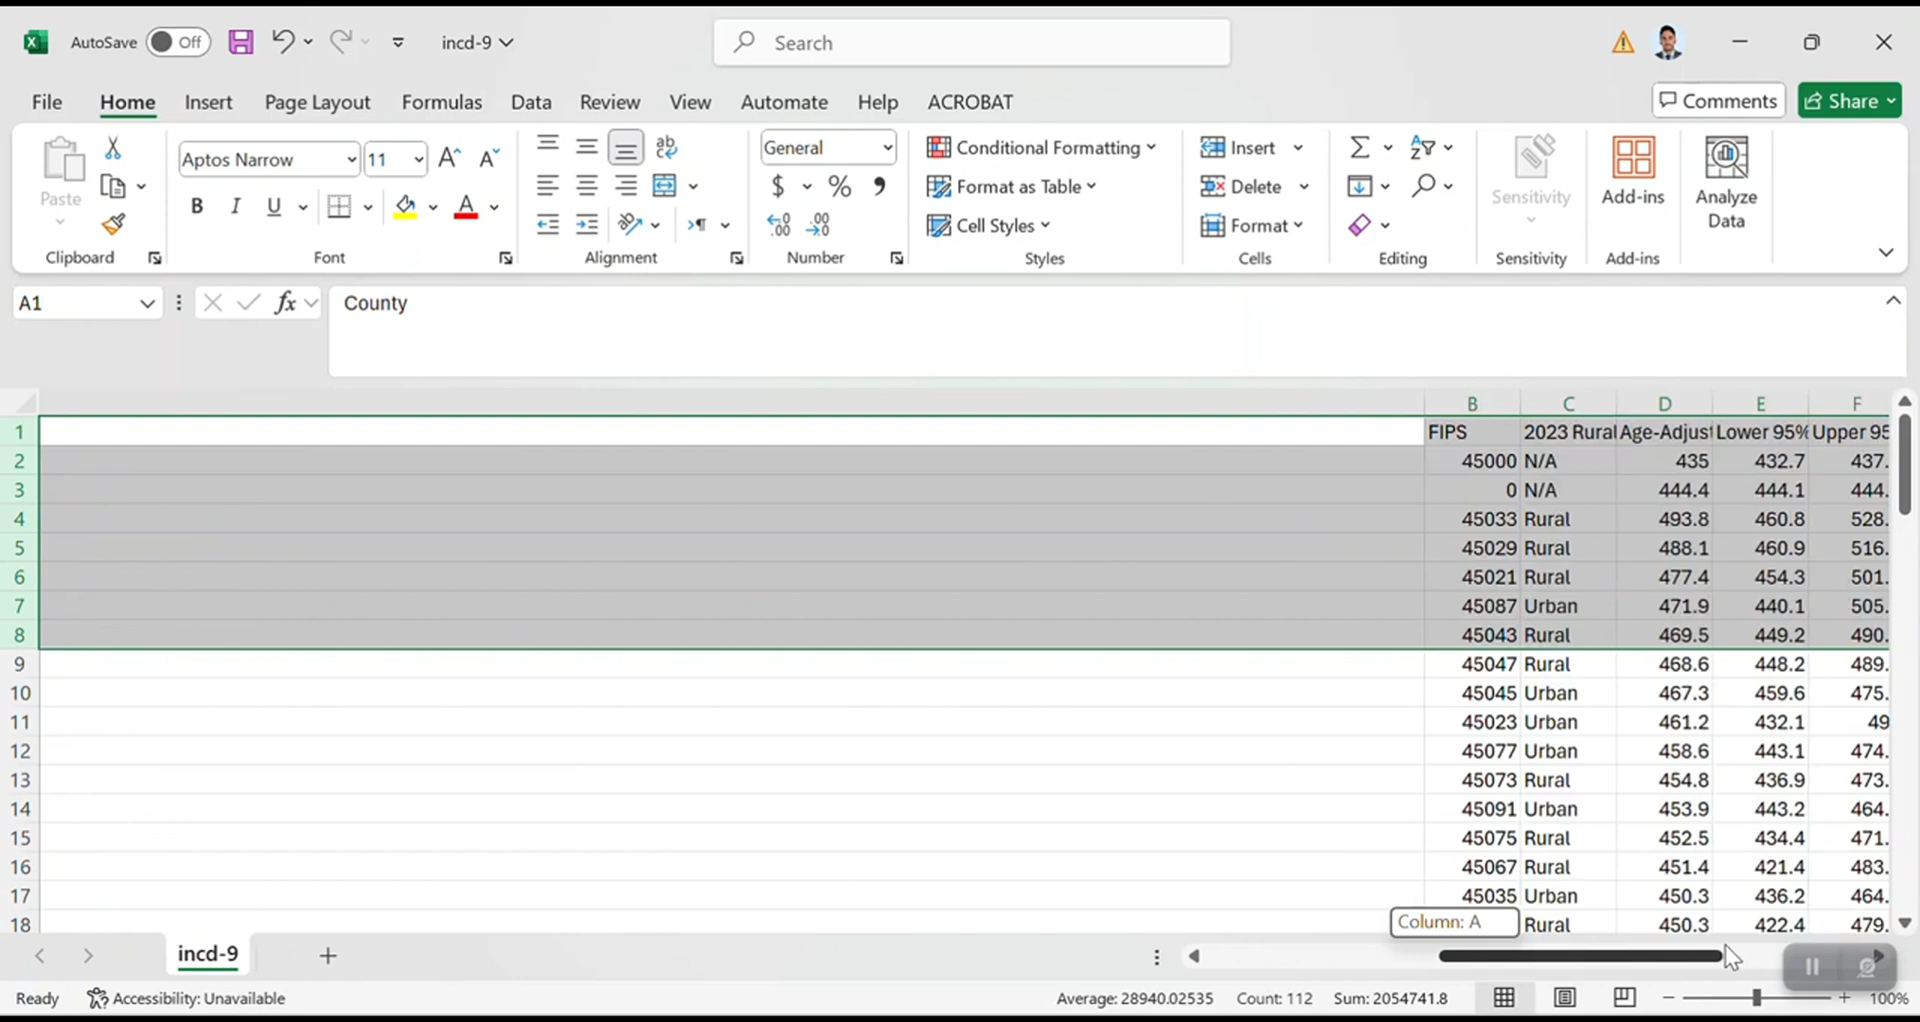 AutoSave Off incd-9 Search
File Home Insert Page Layout Formulas Data Review View Automate Help ACROBAT Comments Share
Paste Aptos Narrow 11 B I U General $ % Conditional Formatting Format as Table Cell Styles Insert Delete Format Sensitivity Add-ins Analyze Data
Clipboard Font Alignment Number Styles Cells Editing Sensitivity Add-ins
A1 fx County
B C D E F
1 FIPS 2023 Rural Age-Adjust Lower 95% Upper 95
2 45000 N/A 435 432.7 437.
3 0 N/A 444.4 444.1 444.
4 45033 Rural 493.8 460.8 528.
5 45029 Rural 488.1 460.9 516.
6 45021 Rural 477.4 454.3 501.
7 45087 Urban 471.9 440.1 505.
8 45043 Rural 469.5 449.2 490.
9 45047 Rural 468.6 448.2 489.
10 45045 Urban 467.3 459.6 475.
11 45023 Urban 461.2 432.1 49
12 45077 Urban 458.6 443.1 474.
13 45073 Rural 454.8 436.9 473.
14 45091 Urban 453.9 443.2 464.
15 45075 Rural 452.5 434.4 471.
16 45067 Rural 451.4 421.4 483.
17 45035 Urban 450.3 436.2 464.
18 Column: A Rural 450.3 422.4 479.
incd-9
Ready Accessibility: Unavailable Average: 28940.02535 Count: 112 Sum: 2054741.8 100%